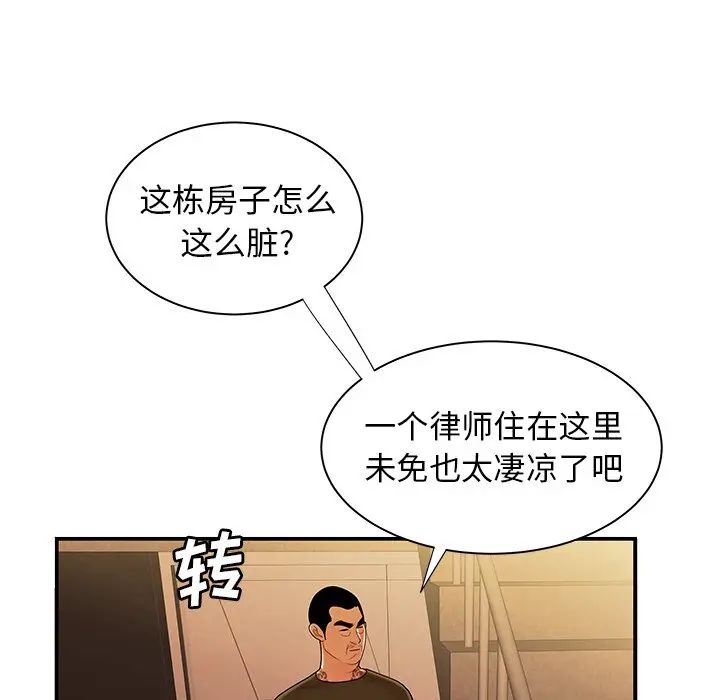 这栋房子怎么
这么脏?
一个律师住在这里
未免也太凄凉了吧
转